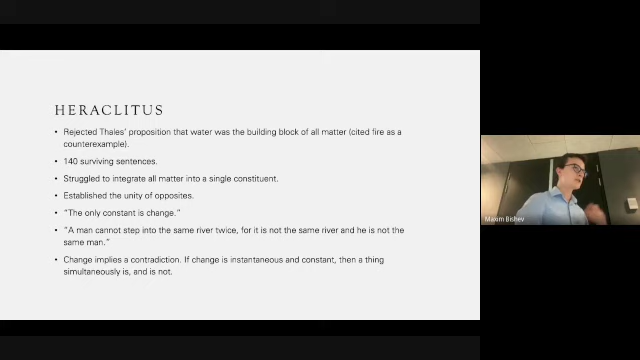 HERACLITUS
• Rejected Thales' proposition that water was the building block of all matter (cited fire as a
counterexample).
• 140 surviving sentences.
• Struggled to integrate all matter into a single constituent.
• Established the unity of opposites.
• "The only constant is change."
• "A man cannot step into the same river twice, for it is not the same river and he is not the
same man."
• Change implies a contradiction. If change is instantaneous and constant, then a thing
simultaneously is, and is not.
Maxim Bishev